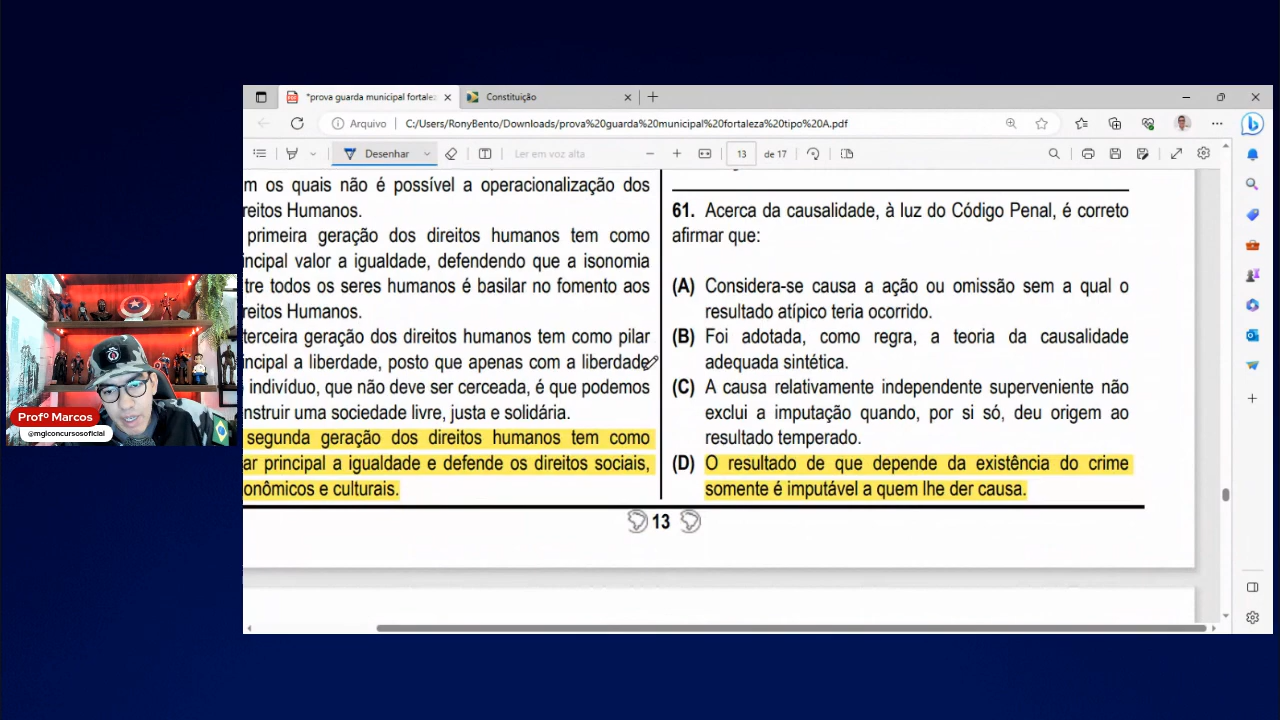 *prova guarda municipal fortale
Constituição
Arquivo
C:/Users/RonyBento/Downloads/prova%20guarda%20municipal%20fortaleza%20tipo%20A.pdf
Desenhar
Ler em voz alta
13
de 17
m os quais não é possível a operacionalização dos
reitos Humanos.
primeira geração dos direitos humanos tem como
ncipal valor a igualdade, defendendo que a isonomia
tre todos os seres humanos é basilar no fomento aos
reitos Humanos.
terceira geração dos direitos humanos tem como pilar
ncipal a liberdade, posto que apenas com a liberdade
indivíduo, que não deve ser cerceada, é que podemos
nstruir uma sociedade livre, justa e solidária.
segunda geração dos direitos humanos tem como
ar principal a igualdade e defende os direitos sociais,
onômicos e culturais.
61. Acerca da causalidade, à luz do Código Penal, é correto
afirmar que:
(A) Considera-se causa a ação ou omissão sem a qual o
resultado atípico teria ocorrido.
(B) Foi adotada, como regra, a teoria da causalidade
adequada sintética.
(C) A causa relativamente independente superveniente não
exclui a imputação quando, por si só, deu origem ao
resultado temperado.
(D) O resultado de que depende da existência do crime
somente é imputável a quem lhe der causa.
13
Profº Marcos
@mglconcursosoficial